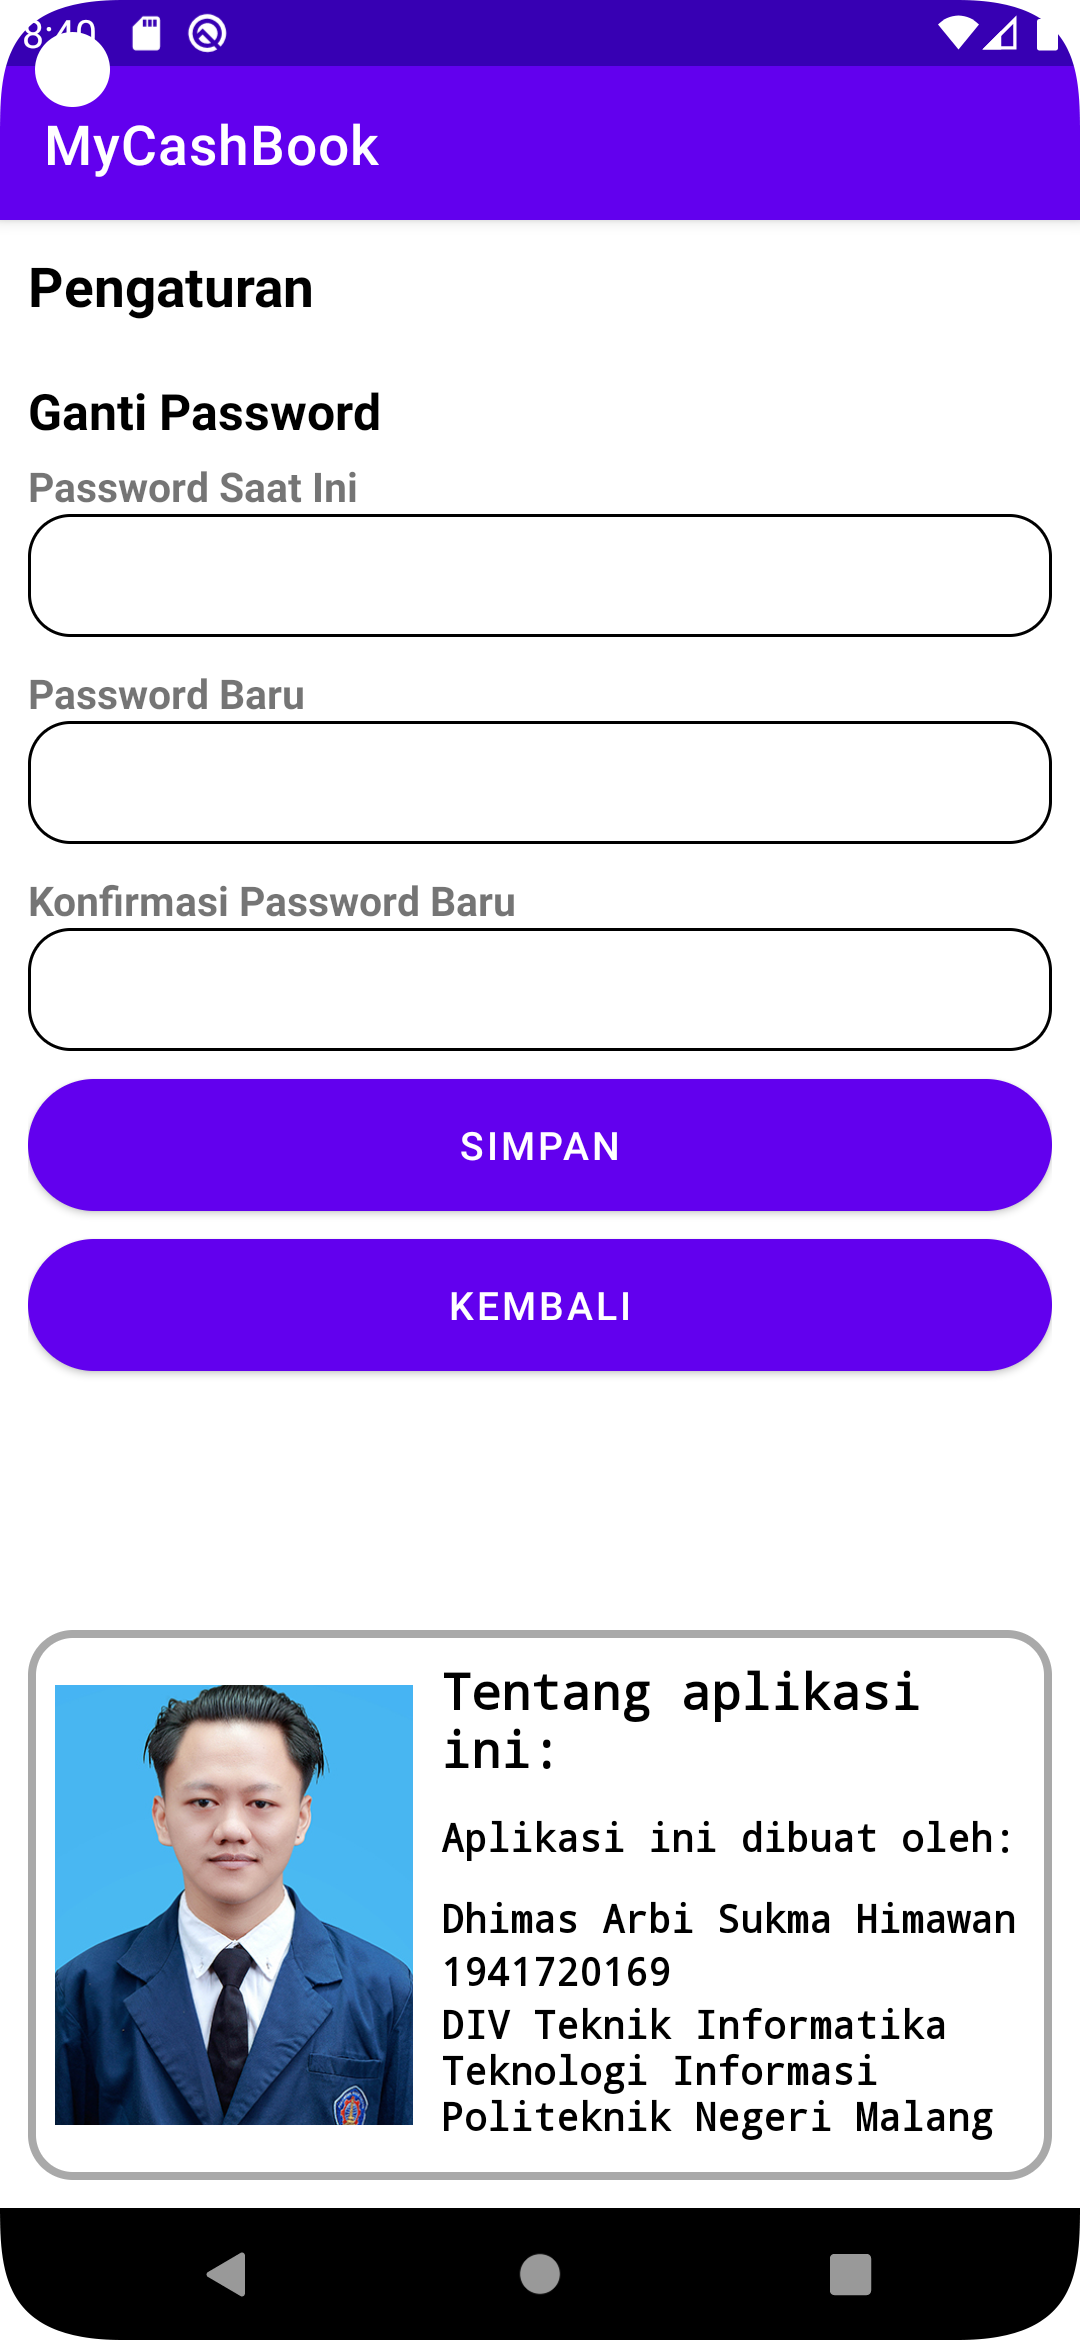 8:40
MyCashBook
Pengaturan
Ganti Password
Password Saat Ini
Password Baru
Konfirmasi Password Baru
SIMPAN
KEMBALI
Tentang aplikasi
ini:
Aplikasi ini dibuat oleh:
Dhimas Arbi Sukma Himawan
1941720169
DIV Teknik Informatika
Teknologi Informasi
Politeknik Negeri Malang